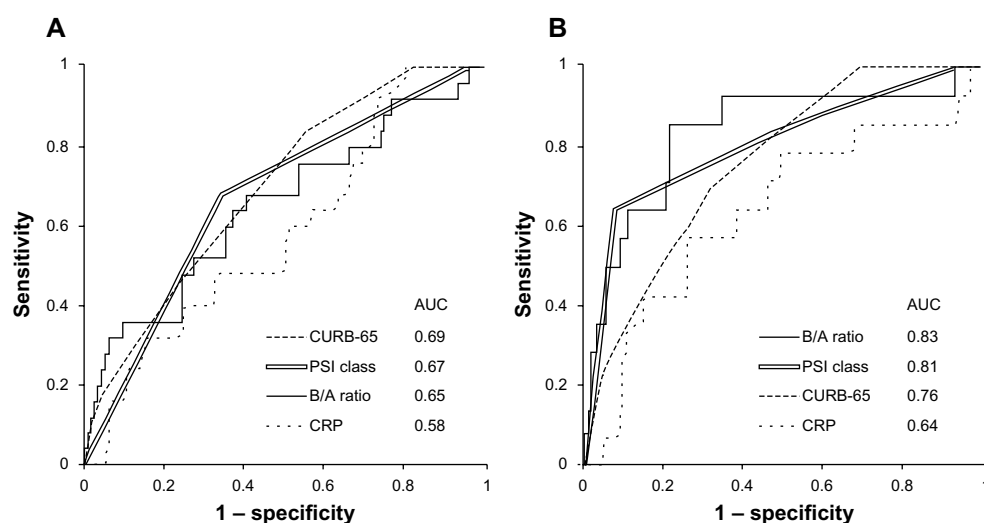 A
1
0.8
0.6
0.4
0.2
0
Sensitivity
AUC
CURB-65 0.69
PSI class 0.67
B/A ratio 0.65
CRP 0.58
0 0.2 0.4 0.6 0.8 1
1 – specificity
B
1
0.8
0.6
0.4
0.2
0
Sensitivity
AUC
B/A ratio 0.83
PSI class 0.81
CURB-65 0.76
CRP 0.64
0 0.2 0.4 0.6 0.8 1
1 – specificity